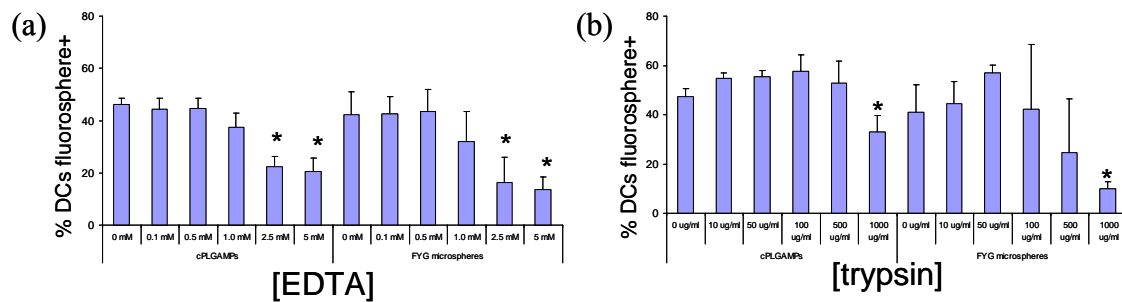 (a)
% DCs fluorosphere+
80
60
40
20
0
* * * *
0 mM 0.1 mM 0.5 mM 1.0 mM 2.5 mM 5 mM 0 mM 0.1 mM 0.5 mM 1.0 mM 2.5 mM 5 mM
cPLGAMPs FYG microspheres
[EDTA]
(b)
% DCs fluorosphere+
80
60
40
20
0
* *
0 ug/ml 10 ug/ml 50 ug/ml 100 ug/ml 500 ug/ml 1000 ug/ml 0 ug/ml 10 ug/ml 50 ug/ml 100 ug/ml 500 ug/ml 1000 ug/ml
cPLGAMPs FYG microspheres
[trypsin]